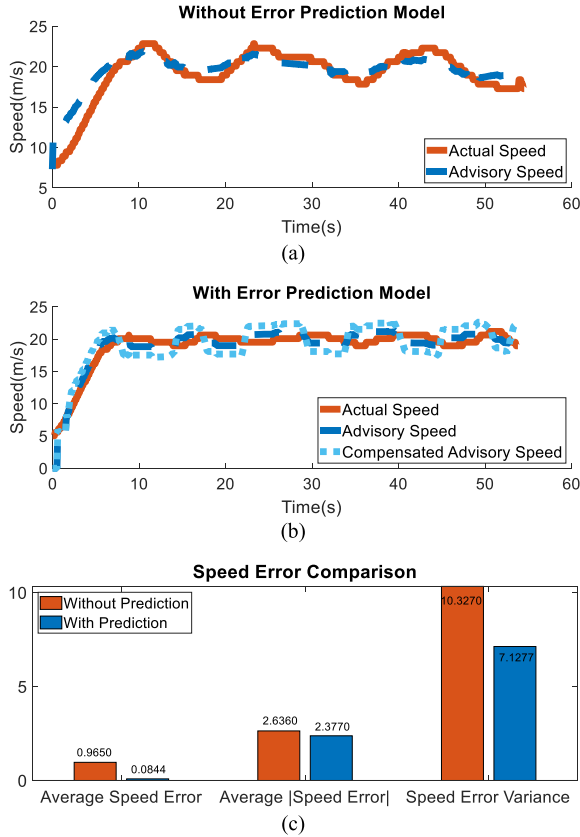 Without Error Prediction Model
25
20
15
10
5
Speed(m/s)
Actual Speed
Advisory Speed
0 10 20 30 40 50 60
Time(s)
(a)
With Error Prediction Model
25
20
15
10
5
0
Speed(m/s)
Actual Speed
Advisory Speed
Compensated Advisory Speed
0 10 20 30 40 50 60
Time(s)
(b)
Speed Error Comparison
10
5
0
Without Prediction
With Prediction
10.3270
7.1277
2.6360
2.3770
0.9650
0.0844
Average Speed Error Average |Speed Error| Speed Error Variance
(c)